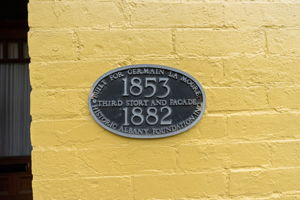 BUILT FOR GERMAIN LA MOURE
1853
THIRD STORY AND FACADE
1882
HISTORIC ALBANY FOUNDATION